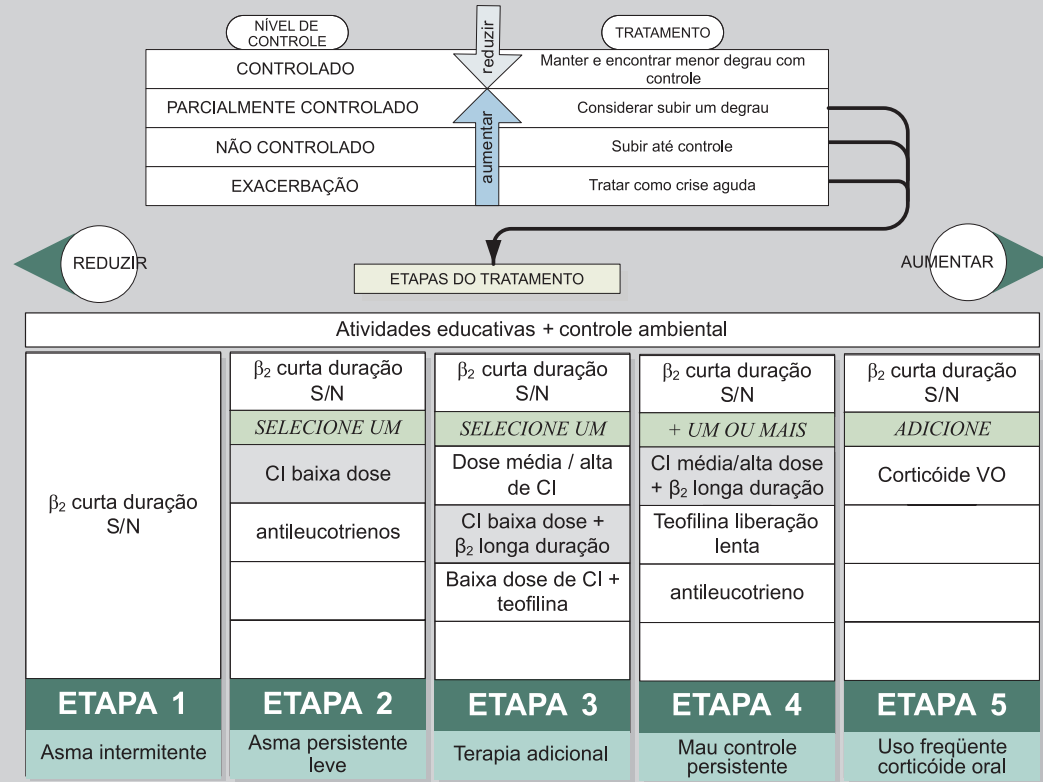 NÍVEL DE
CONTROLE
reduzir
TRATAMENTO
CONTROLADO
Manter e encontrar menor degrau com
controle
PARCIALMENTE CONTROLADO
aumentar
Considerar subir um degrau
NÃO CONTROLADO
Subir até controle
EXACERBAÇÃO
Tratar como crise aguda
REDUZIR
AUMENTAR
ETAPAS DO TRATAMENTO
Atividades educativas + controle ambiental
β₂ curta duração
S/N
ETAPA 1
Asma intermitente
β₂ curta duração
S/N
SELECIONE UM
CI baixa dose
antileucotrienos
ETAPA 2
Asma persistente
leve
β₂ curta duração
S/N
SELECIONE UM
Dose média / alta
de CI
CI baixa dose +
β₂ longa duração
Baixa dose de CI +
teofilina
ETAPA 3
Terapia adicional
β₂ curta duração
S/N
+ UM OU MAIS
CI média/alta dose
+ β₂ longa duração
Teofilina liberação
lenta
antileucotrieno
ETAPA 4
Mau controle
persistente
β₂ curta duração
S/N
ADICIONE
Corticóide VO
ETAPA 5
Uso freqüente
corticóide oral